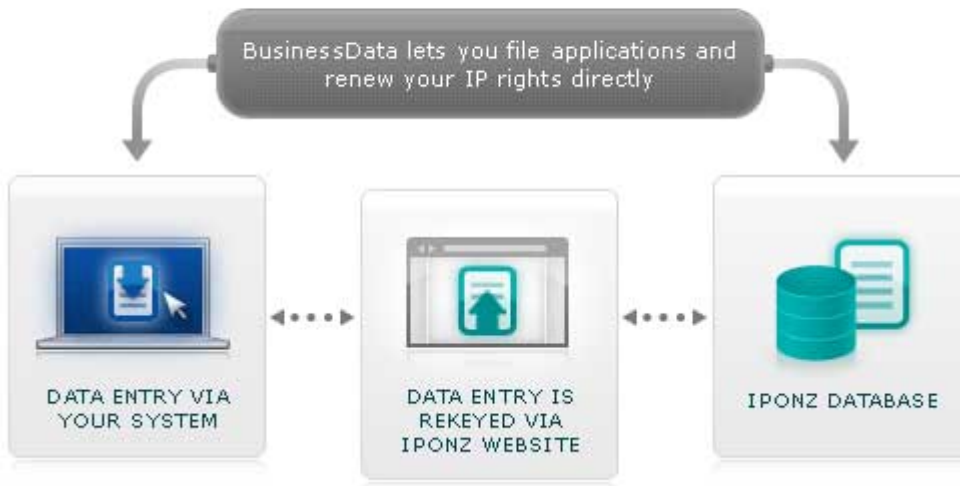 BusinessData lets you file applications and
renew your IP rights directly
DATA ENTRY VIA
YOUR SYSTEM
DATA ENTRY IS
REKEYED VIA
IPONZ WEBSITE
IPONZ DATABASE